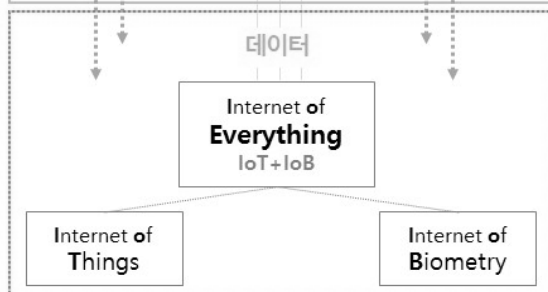 데이터
Internet of
Everything
IoT+IoB
Internet of
Things
Internet of
Biometry